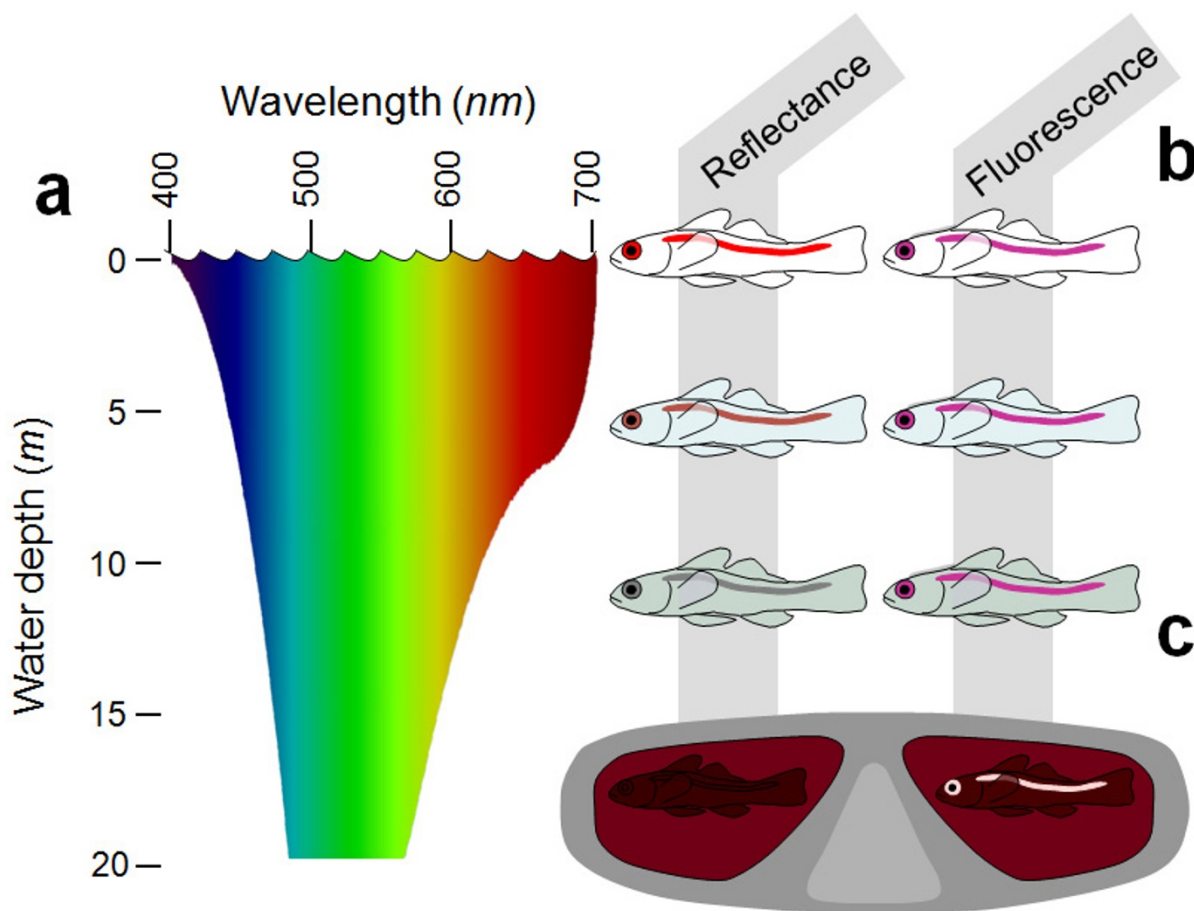 Wavelength (nm)
400
500
600
700
a
Water depth (m)
0
5
10
15
20
Reflectance
Fluorescence
b
c